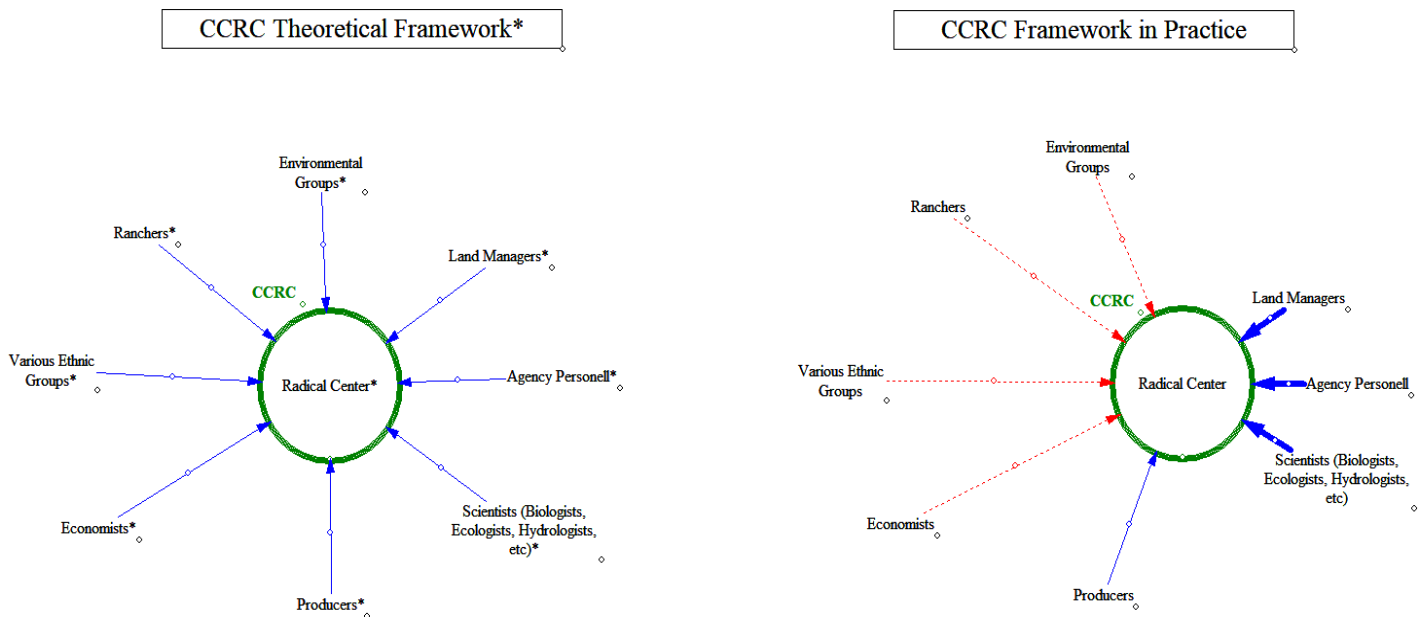 CCRC Theoretical Framework*
Environmental
Groups*
Ranchers*
Land Managers*
CCRC
Various Ethnic
Groups*
Radical Center*
Agency Personell*
Economists*
Scientists (Biologists,
Ecologists, Hydrologists,
etc)*
Producers*
CCRC Framework in Practice
Environmental
Groups
Ranchers
CCRC
Land Managers
Various Ethnic
Groups
Radical Center
Agency Personell
Scientists (Biologists,
Ecologists, Hydrologists,
etc)
Economists
Producers